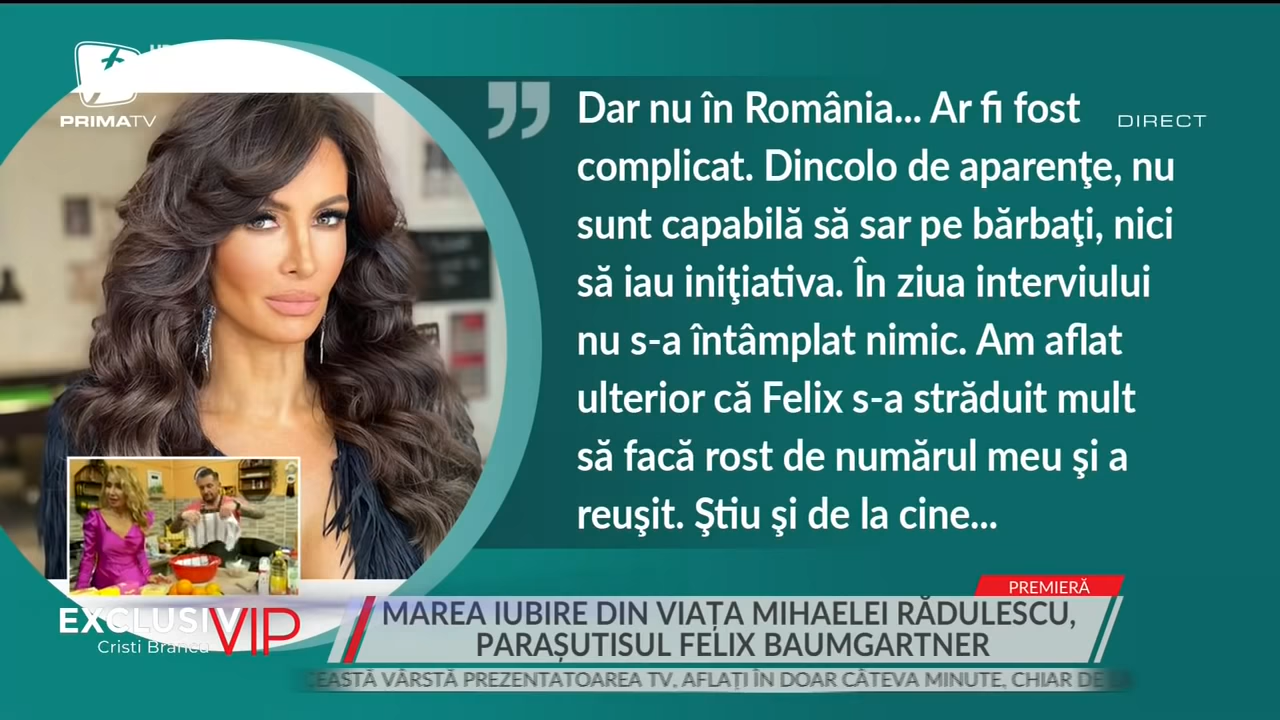 PRIMATV
DIRECT
Dar nu în România... Ar fi fost
complicat. Dincolo de aparenţe, nu
sunt capabilă să sar pe bărbaţi, nici
să iau iniţiativa. În ziua interviului
nu s-a întâmplat nimic. Am aflat
ulterior că Felix s-a străduit mult
să facă rost de numărul meu şi a
reuşit. Ştiu şi de la cine...
PREMIERĂ
EXCLUSIV VIP
Cristi Brancu
MAREA IUBIRE DIN VIAȚA MIHAELEI RĂDULESCU,
PARAȘUTISUL FELIX BAUMGARTNER
CEASTĂ VÂRSTĂ PREZENTATOAREA TV, AFLAȚI ÎN DOAR CÂTEVA MINUTE, CHIAR DE LA